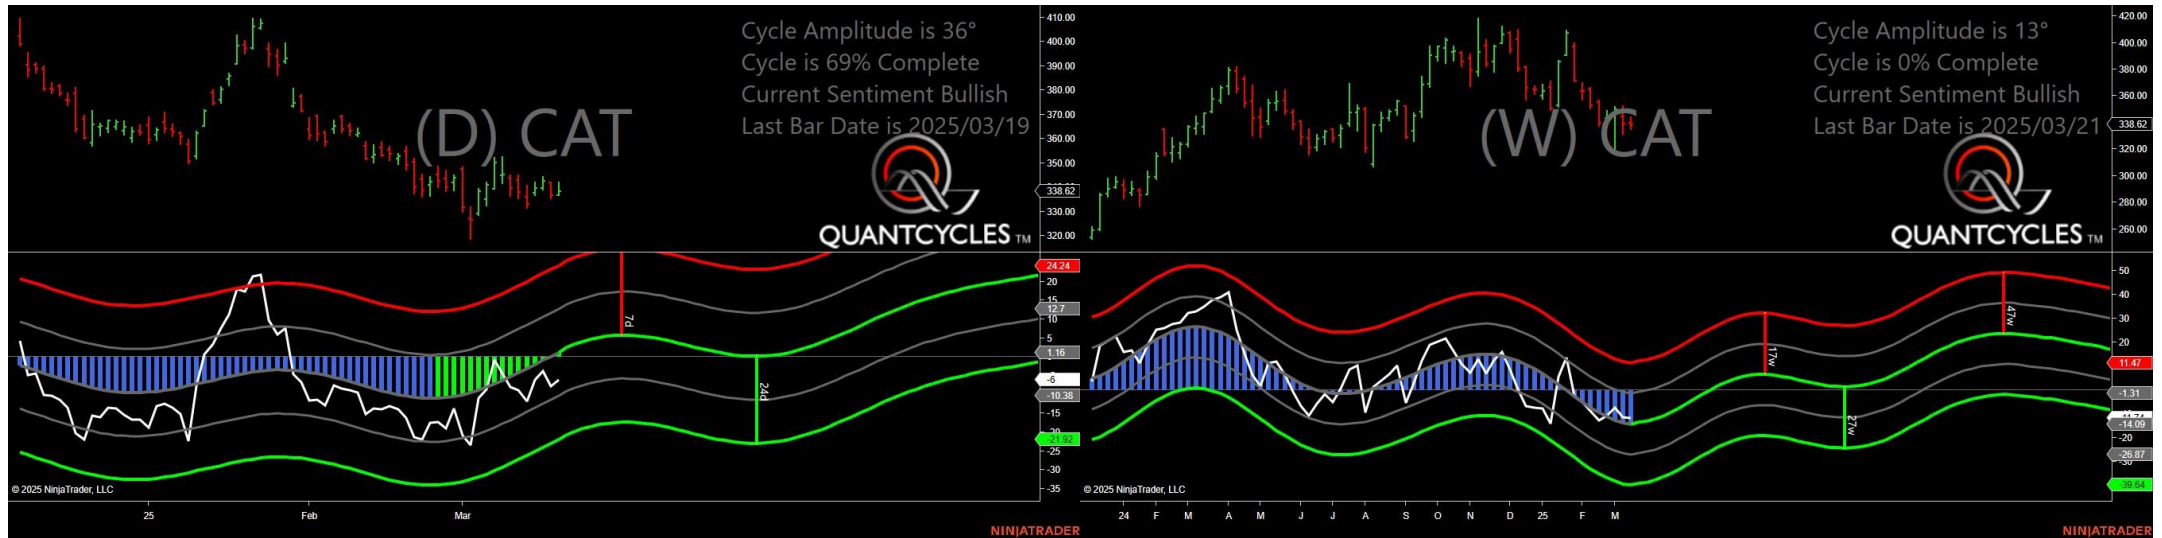 Cycle Amplitude is 36°
Cycle is 69% Complete
Current Sentiment Bullish
Last Bar Date is 2025/03/19
(D) CAT
QUANTCYCLES TM
410.00
400.00
390.00
380.00
370.00
360.00
350.00
338.62
330.00
320.00
24.24
20
15
12.7
10
5
1.16
-6
-10.38
-15
-21.92
-25
-30
-35
7d
24d
© 2025 NinjaTrader, LLC
25 Feb Mar
NINJATRADER
Cycle Amplitude is 13°
Cycle is 0% Complete
Current Sentiment Bullish
Last Bar Date is 2025/03/21
(W) CAT
QUANTCYCLES TM
420.00
400.00
380.00
360.00
338.62
320.00
300.00
280.00
260.00
50
40
30
20
11.47
-1.31
-14.09
-20
-26.87
-39.64
17w
27w
47w
© 2025 NinjaTrader, LLC
24 F M A M J J A S O N D 25 F M
NINJATRADER